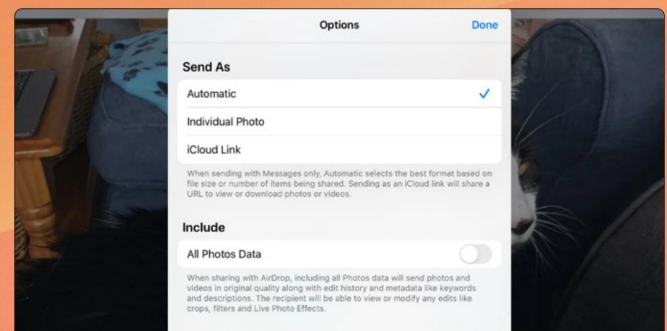 Options
Done
Send As
Automatic
Individual Photo
iCloud Link
When sending with Messages only, Automatic selects the best format based on
file size or number of items being shared. Sending as an iCloud link will share a
URL to view or download photos or videos.
Include
All Photos Data
When sharing with AirDrop, including all Photos data will send photos and
videos in original quality along with edit history and metadata like keywords
and descriptions. The recipient will be able to view or modify any edits like
crops, filters and Live Photo Effects.